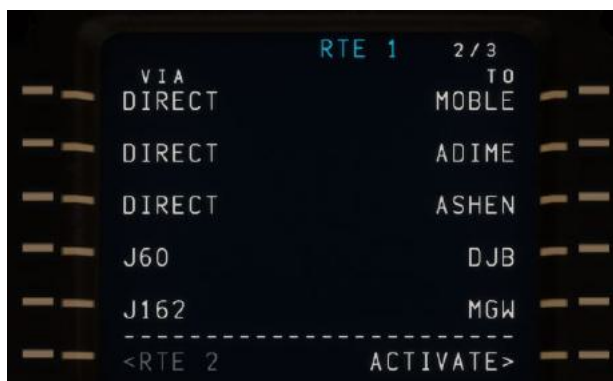 RTE 1 2/3
VIA TO
DIRECT MOBLE
DIRECT ADIME
DIRECT ASHEN
J60 DJB
J162 MGW
<RTE 2 ACTIVATE>